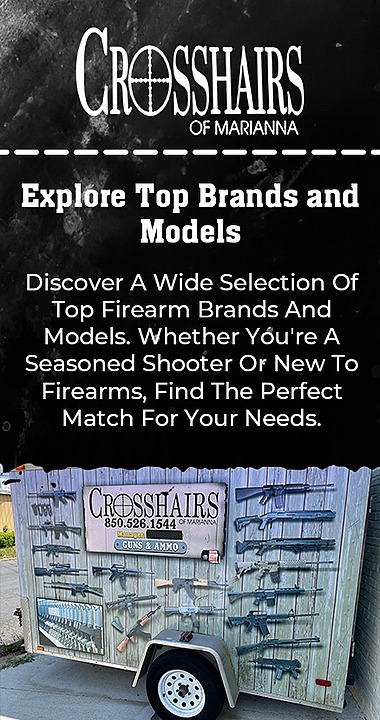 CROSSHAIRS
OF MARIANNA
Explore Top Brands and
Models
Discover A Wide Selection Of
Top Firearm Brands And
Models. Whether You're A
Seasoned Shooter Or New To
Firearms, Find The Perfect
Match For Your Needs.
CROSSHAIRS
OF MARIANNA
850.526.1544
GUNS & AMMO